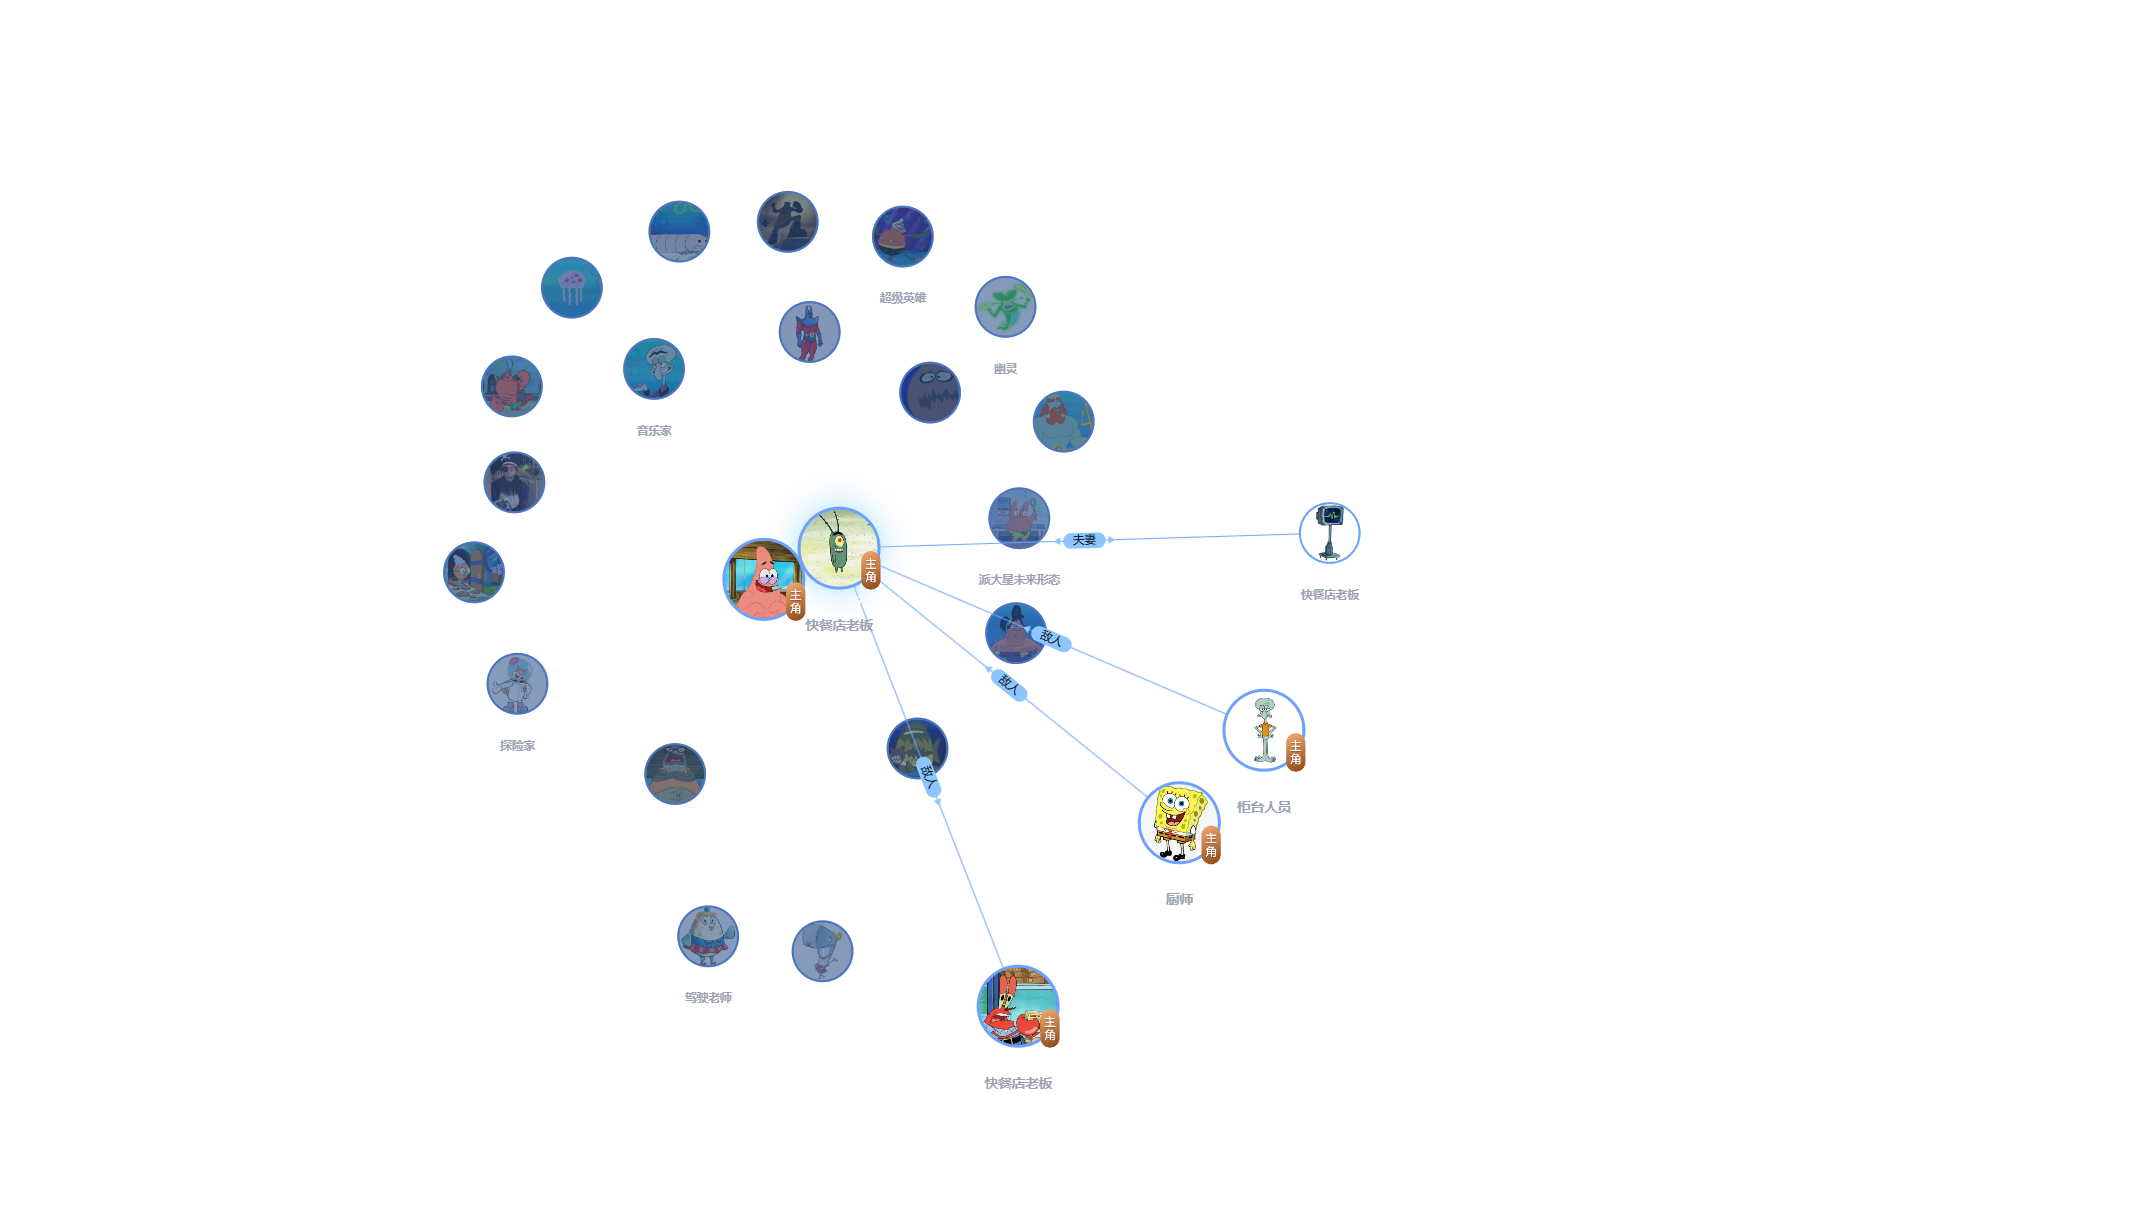 超级英雄
幽灵
音乐家
夫妻
主角
主角
派大星未来形态
快餐店老板
快餐店老板
敌人
敌人
探险家
主角
敌人
柜台人员
主角
厨师
驾驶老师
主角
快餐店老板